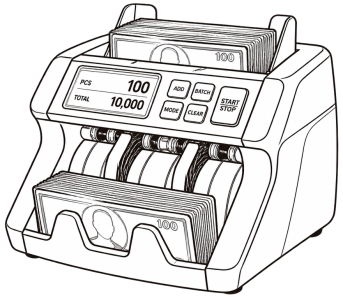 100
PCS 100
TOTAL 10,000
ADD BATCH
MODE CLEAR
START
STOP
100